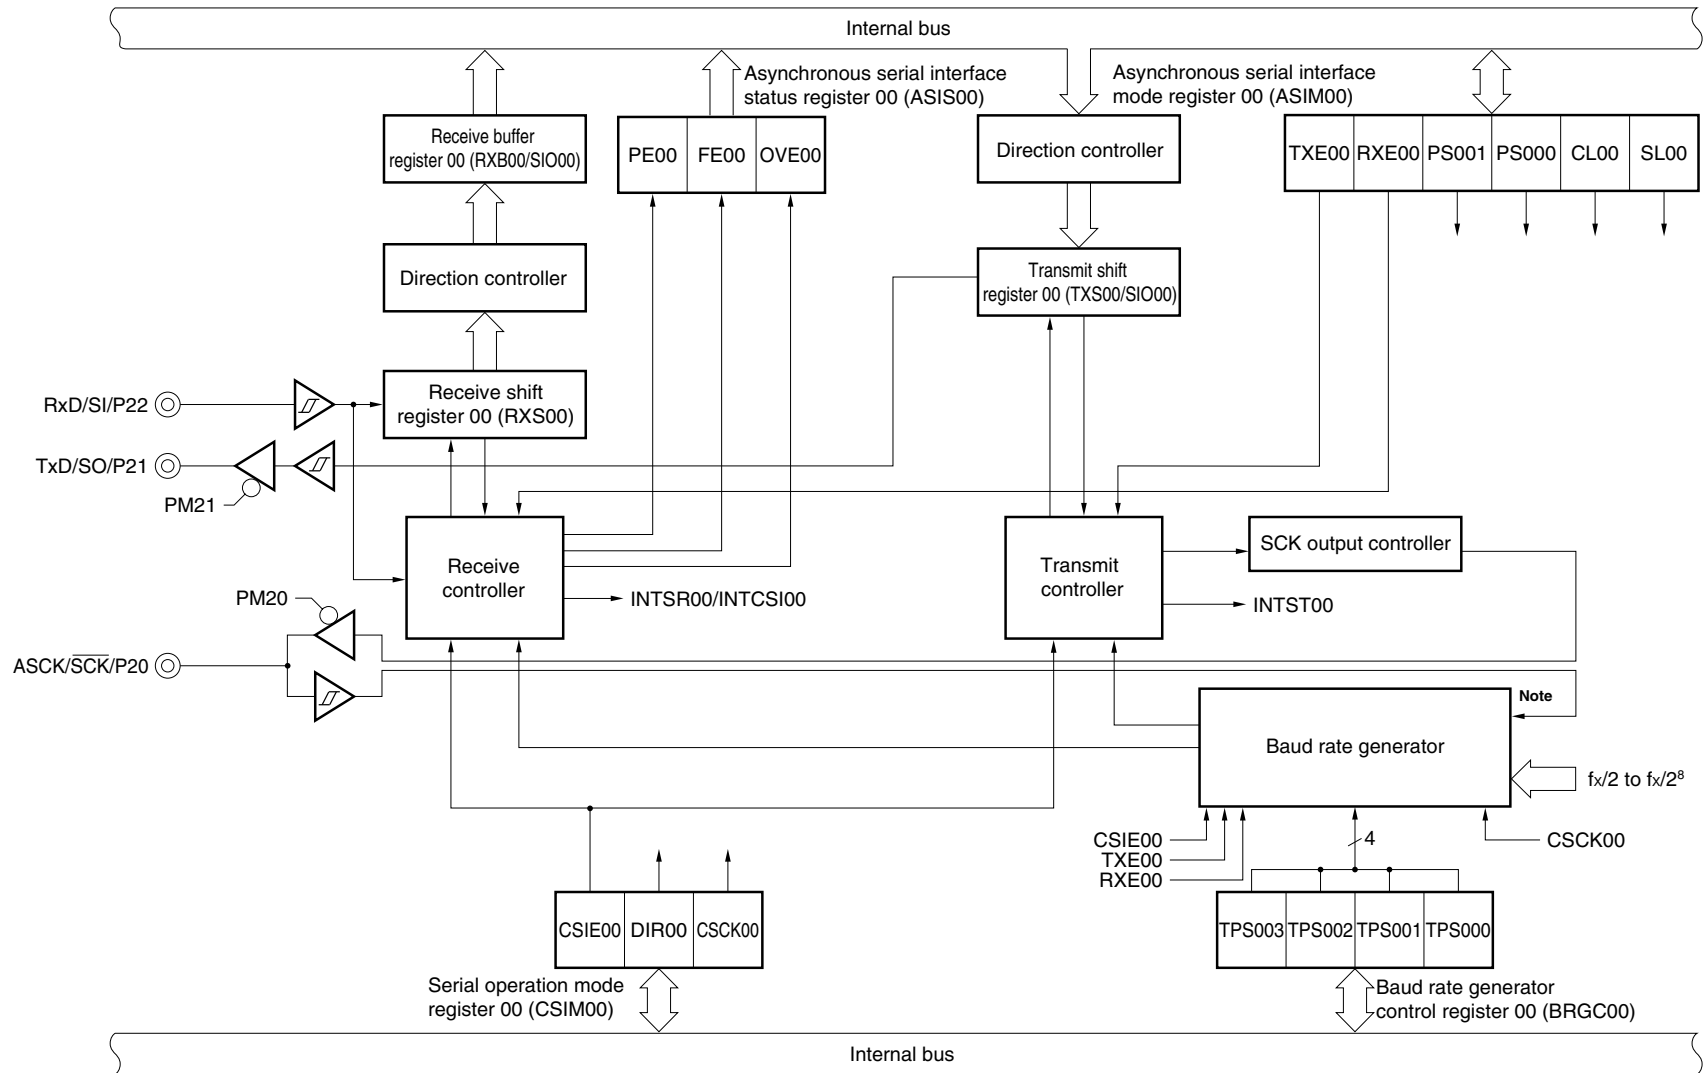 Internal bus
Asynchronous serial interface
status register 00 (ASIS00)
Asynchronous serial interface
mode register 00 (ASIM00)
Receive buffer
register 00 (RXB00/SIO00)
PE00 FE00 OVE00
Direction controller
TXE00 RXE00 PS001 PS000 CL00 SL00
Direction controller
Transmit shift
register 00 (TXS00/SIO00)
RxD/SI/P22
Receive shift
register 00 (RXS00)
TxD/SO/P21
PM21
Receive
controller
Transmit
controller
SCK output controller
PM20
INTSR00/INTCSI00
INTST00
ASCK/S̅C̅K̅/P20
Note
Baud rate generator
fx/2 to fx/2⁸
CSIE00
TXE00
RXE00
4
CSCK00
CSIE00 DIR00 CSCK00
TPS003 TPS002 TPS001 TPS000
Serial operation mode
register 00 (CSIM00)
Baud rate generator
control register 00 (BRGC00)
Internal bus